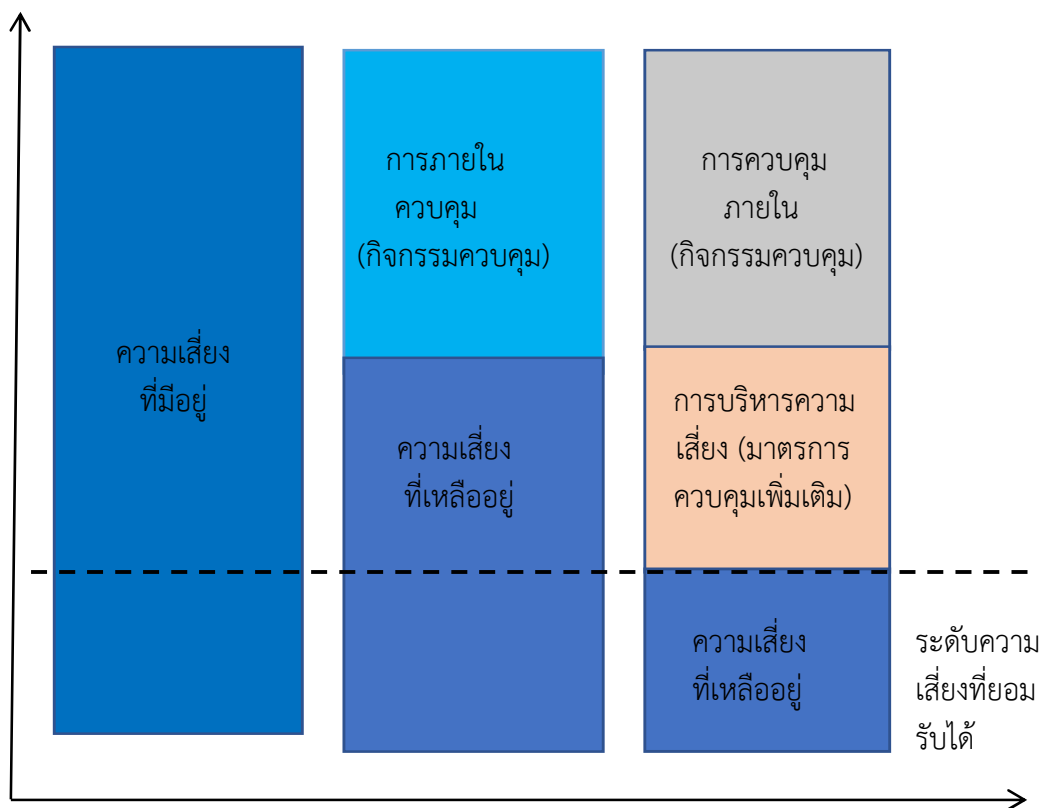 ความเสี่ยง
ที่มีอยู่
การภายใน
ควบคุม
(กิจกรรมควบคุม)
ความเสี่ยง
ที่เหลืออยู่
การควบคุม
ภายใน
(กิจกรรมควบคุม)
การบริหารความ
เสี่ยง (มาตรการ
ควบคุมเพิ่มเติม)
ความเสี่ยง
ที่เหลืออยู่
ระดับความ
เสี่ยงที่ยอม
รับได้